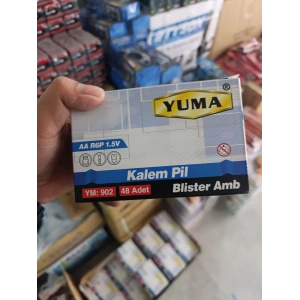 YUMA ®
AA R6P 1.5V
Kalem Pil
YM: 902 48 Adet
Blister Amb